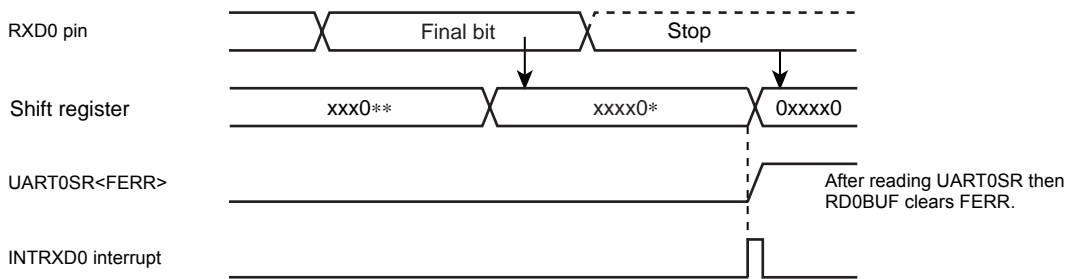 RXD0 pin
Final bit
Stop
Shift register
xxx0**
xxxx0*
0xxxx0
UART0SR<FERR>
After reading UART0SR then
RD0BUF clears FERR.
INTRXD0 interrupt